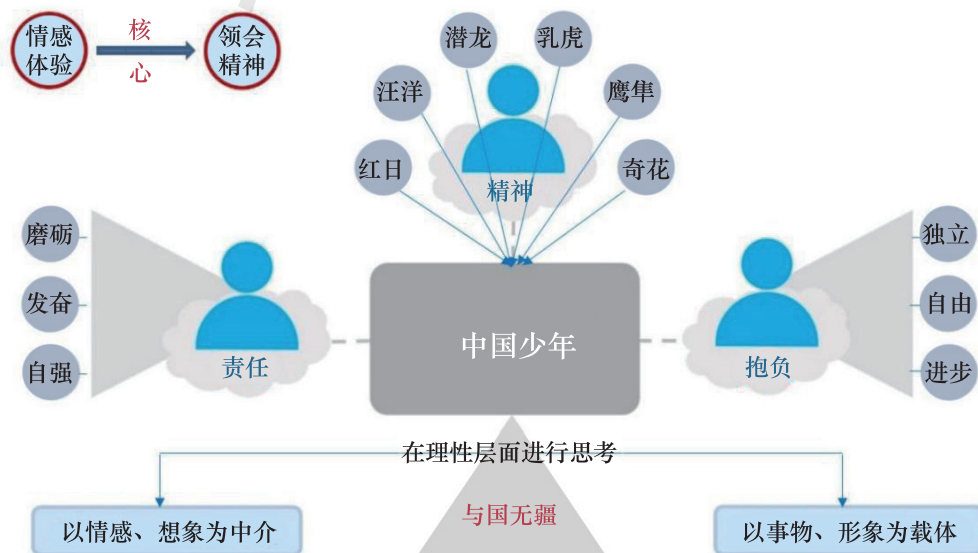 情感
体验
核
心
领会
精神
潜龙
乳虎
汪洋
鹰隼
红日
奇花
精神
磨砺
发奋
自强
责任
中国少年
抱负
独立
自由
进步
在理性层面进行思考
与国无疆
以情感、想象为中介
以事物、形象为载体